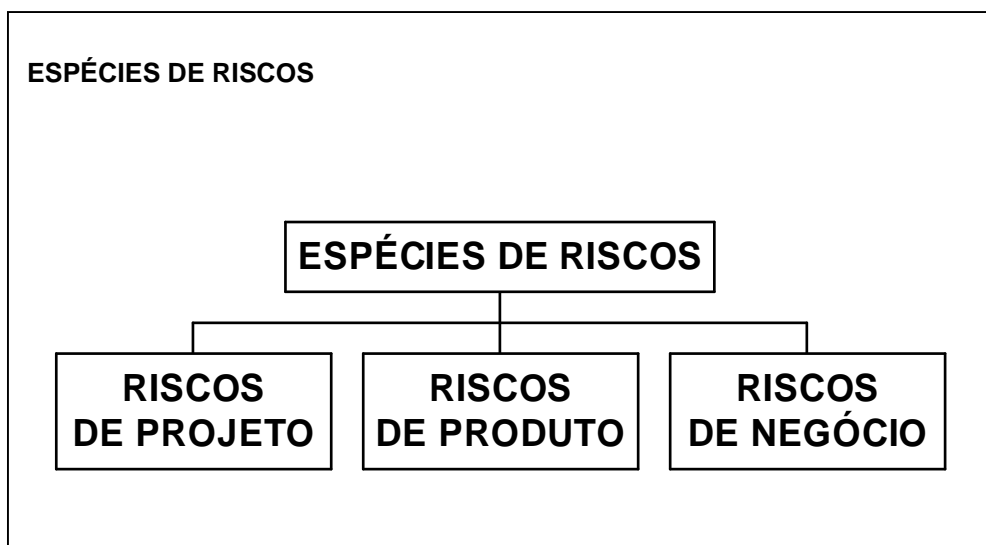 ESPÉCIES DE RISCOS
ESPÉCIES DE RISCOS
RISCOS
DE PROJETO
RISCOS
DE PRODUTO
RISCOS
DE NEGÓCIO